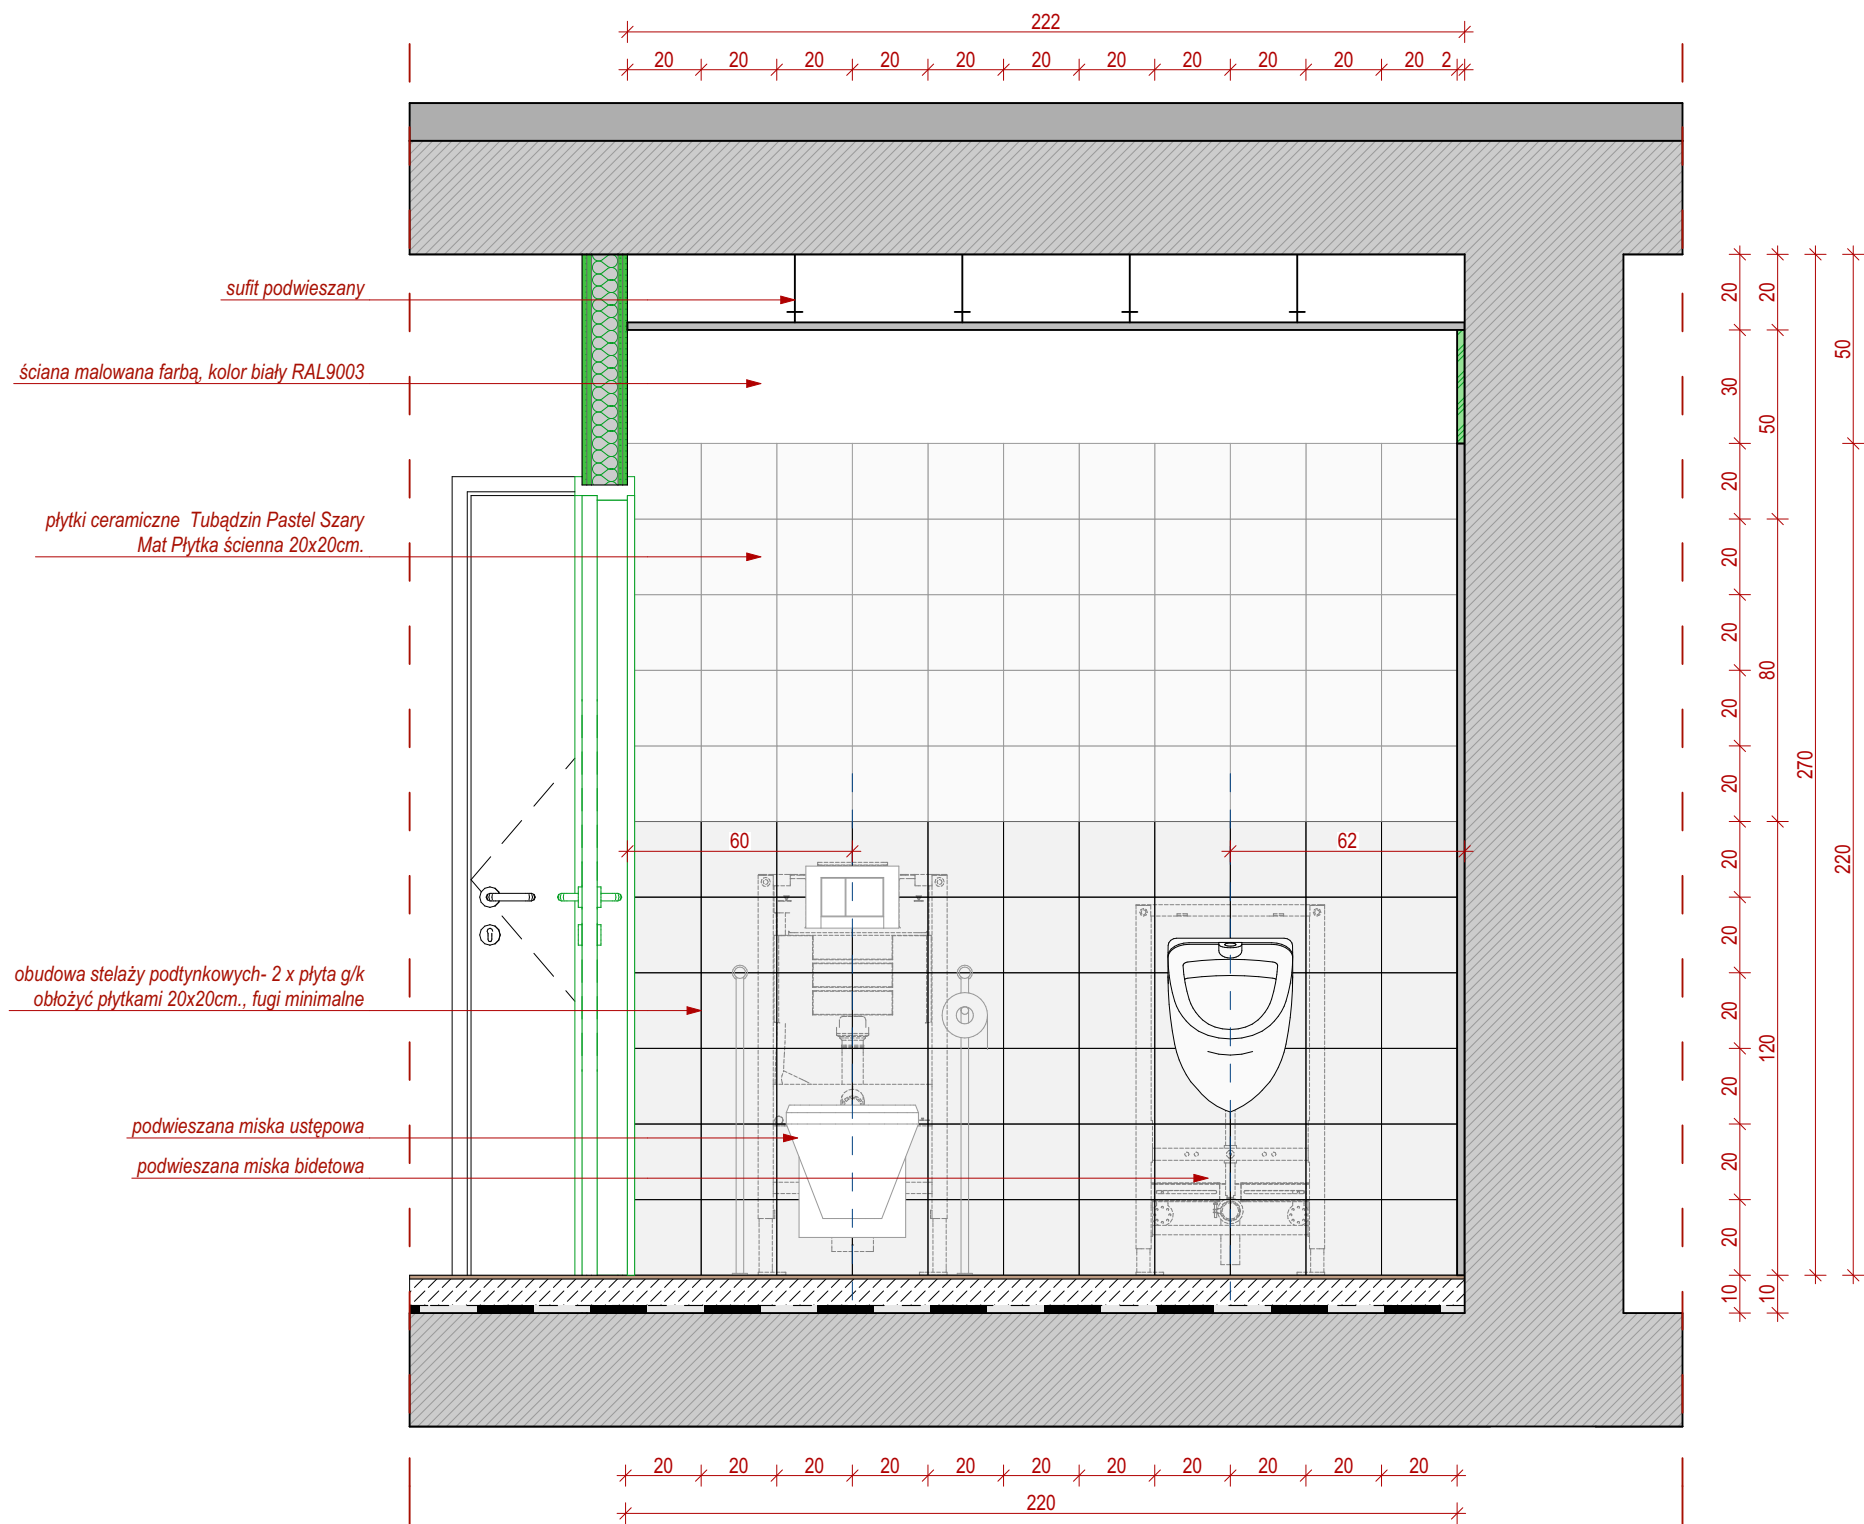 222
20 20 20 20 20 20 20 20 20 20 20 2
sufit podwieszany
ściana malowana farbą, kolor biały RAL9003
płytki ceramiczne Tubądzin Pastel Szary
Mat Płytka ścienna 20x20cm.
obudowa stelaży podtynkowych- 2 x płyta g/k
obłożyć płytkami 20x20cm., fugi minimalne
podwieszana miska ustępowa
podwieszana miska bidetowa
60
62
20
30
20
20
20
20
20
20
20
20
20
20
20
10
20
50
80
120
10
270
50
220
20 20 20 20 20 20 20 20 20 20 20
220